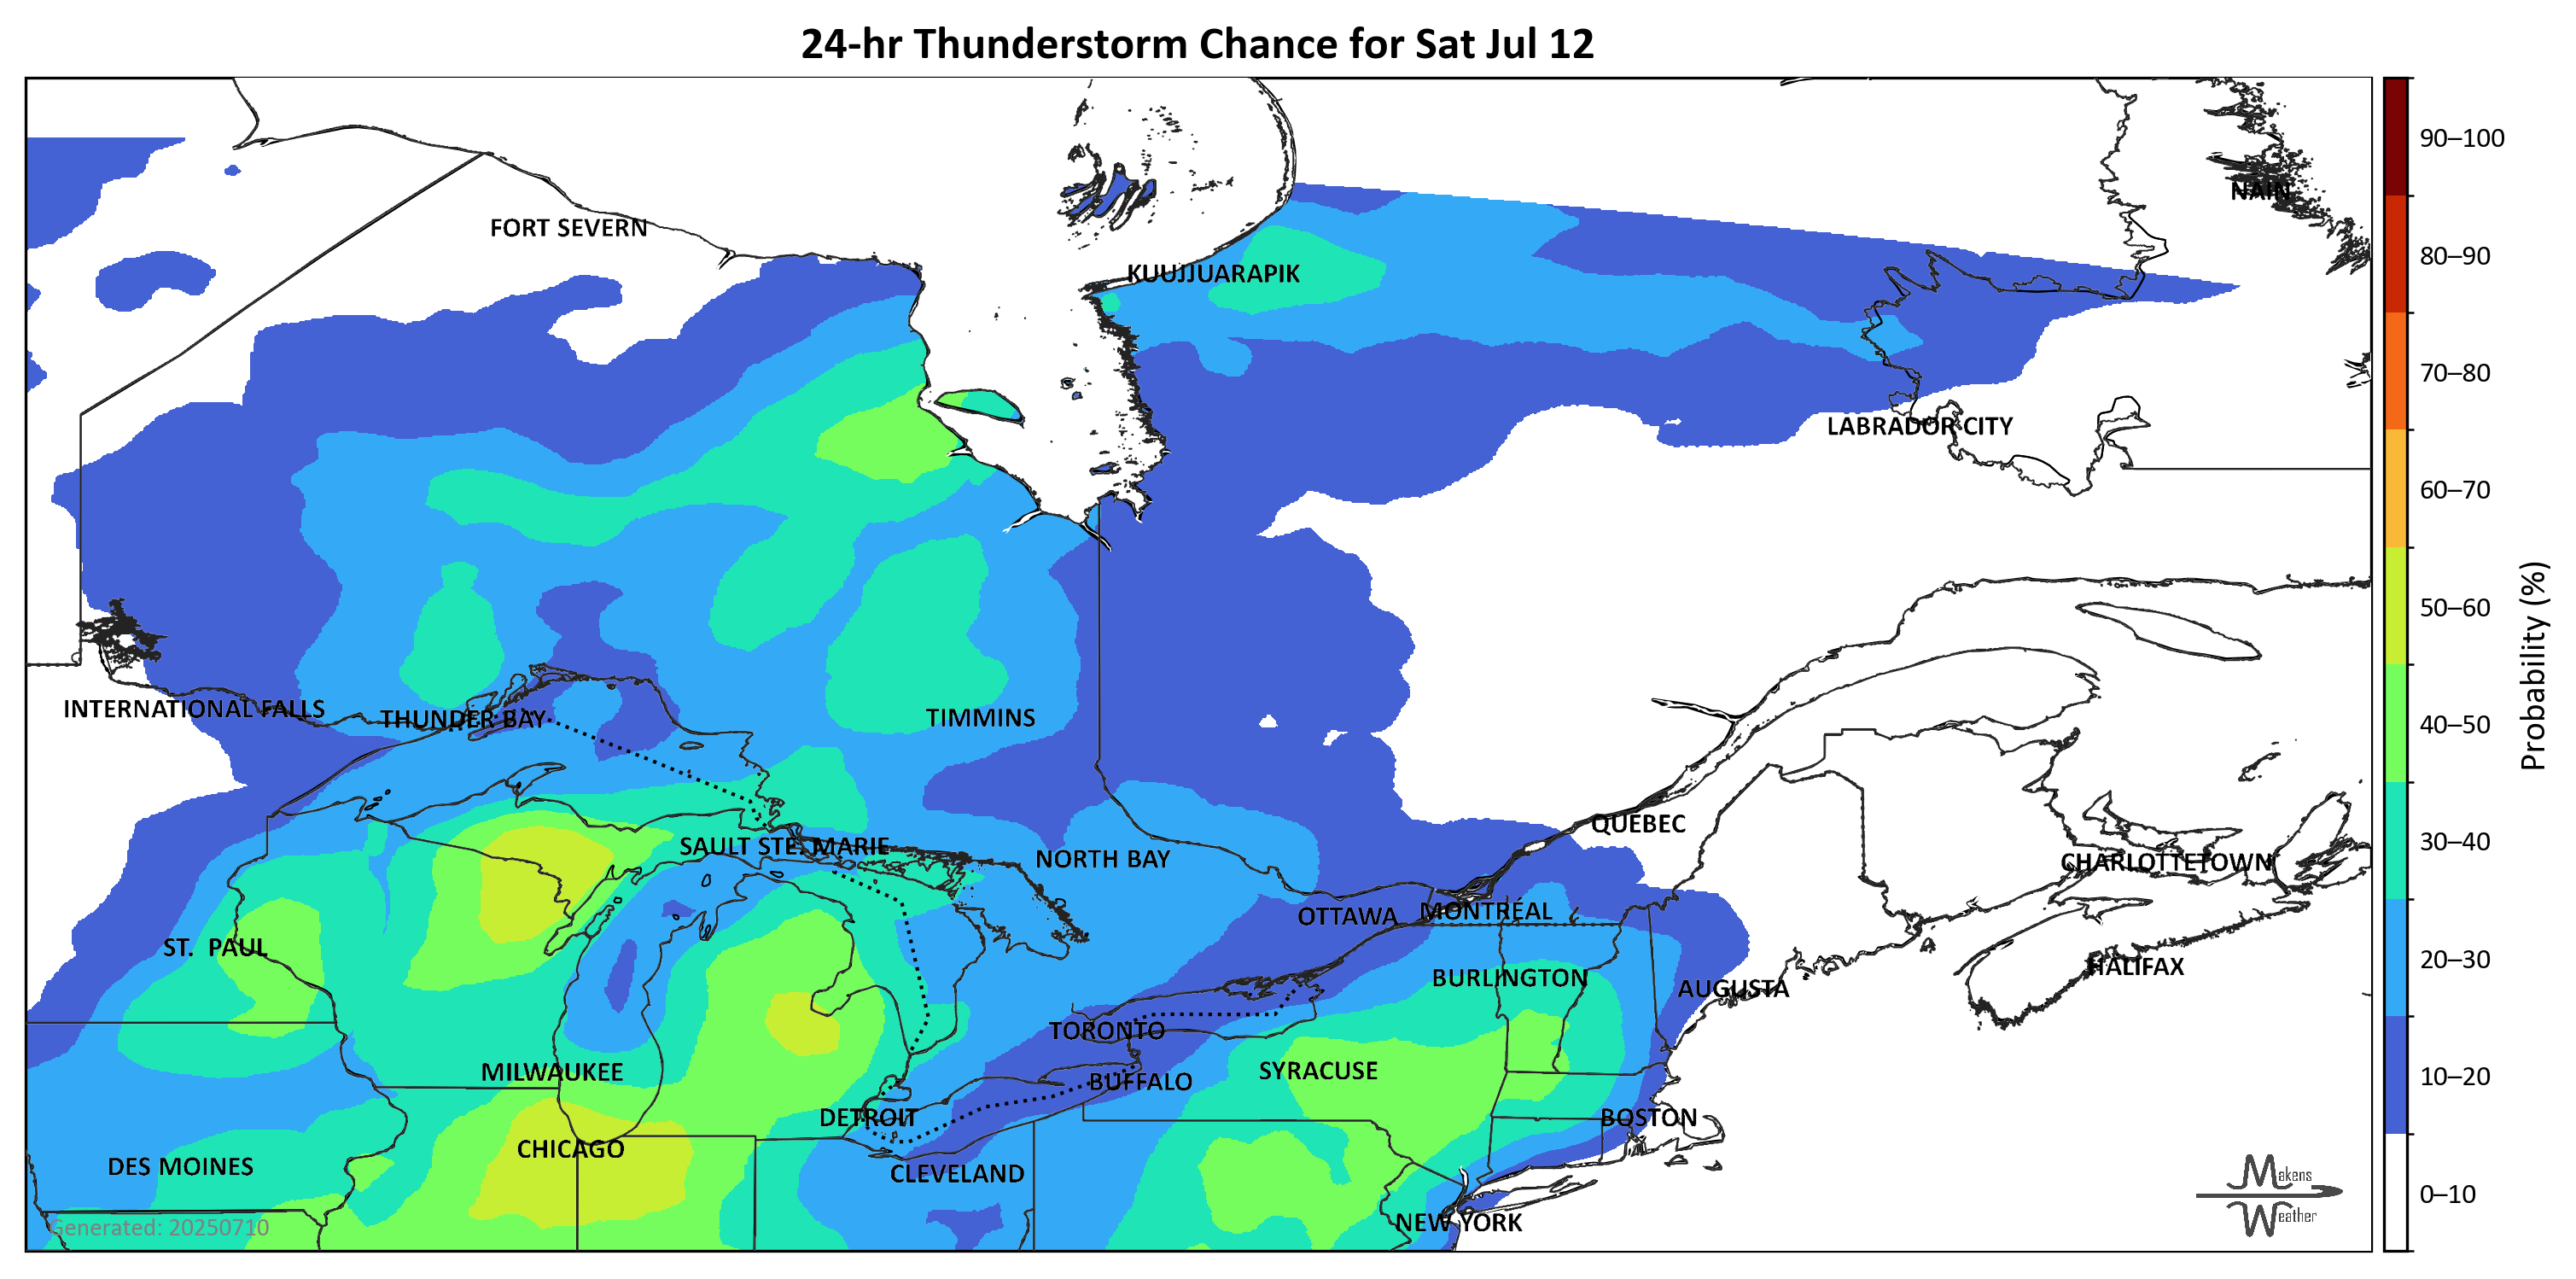 24-hr Thunderstorm Chance for Sat Jul 12
90–100
NAIN
FORT SEVERN
80–90
KUUJJUARAPIK
70–80
LABRADOR CITY
60–70
50–60
INTERNATIONAL FALLS
THUNDER BAY
TIMMINS
40–50
Probability (%)
QUEBEC
SAULT STE. MARIE
NORTH BAY
CHARLOTTETOWN
30–40
OTTAWA
MONTRÉAL
ST. PAUL
HALIFAX
20–30
BURLINGTON
AUGUSTA
TORONTO
MILWAUKEE
SYRACUSE
BUFFALO
10–20
DETROIT
BOSTON
CHICAGO
DES MOINES
CLEVELAND
Makens
Weather
0–10
NEW YORK
Generated: 20250710